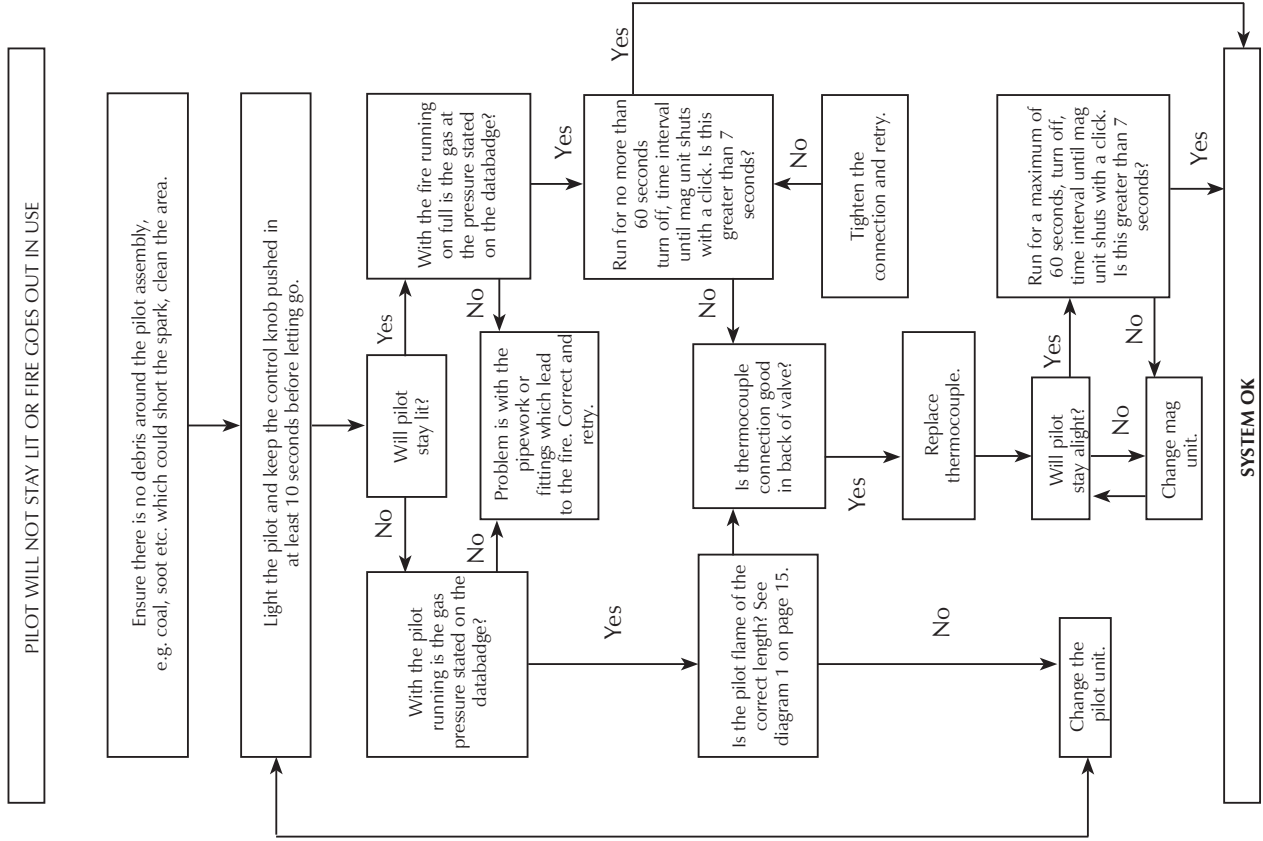 PILOT WILL NOT STAY LIT OR FIRE GOES OUT IN USE
Ensure there is no debris around the pilot assembly,
e.g. coal, soot etc. which could short the spark, clean the area.
Light the pilot and keep the control knob pushed in
at least 10 seconds before letting go.
Will pilot
stay lit?
No
Yes
With the pilot
running is the gas
pressure stated on the
databadge?
With the fire running
on full is the gas at
the pressure stated
on the databadge?
No
No
Problem is with the
pipework or
fittings which lead
to the fire. Correct and
retry.
Yes
Yes
Is the pilot flame of the
correct length? See
diagram 1 on page 15.
Is thermocouple
connection good
in back of valve?
No
Run for no more than
60 seconds
turn off, time interval
until mag unit shuts
with a click. Is this
greater than 7
seconds?
Yes
No
Tighten the
connection and retry.
Yes
Replace
thermocouple.
No
Will pilot
stay alight?
Yes
Run for a maximum of
60 seconds, turn off,
time interval until mag
unit shuts with a click.
Is this greater than 7
seconds?
No
No
Change the
pilot unit.
Change mag
unit.
Yes
SYSTEM OK